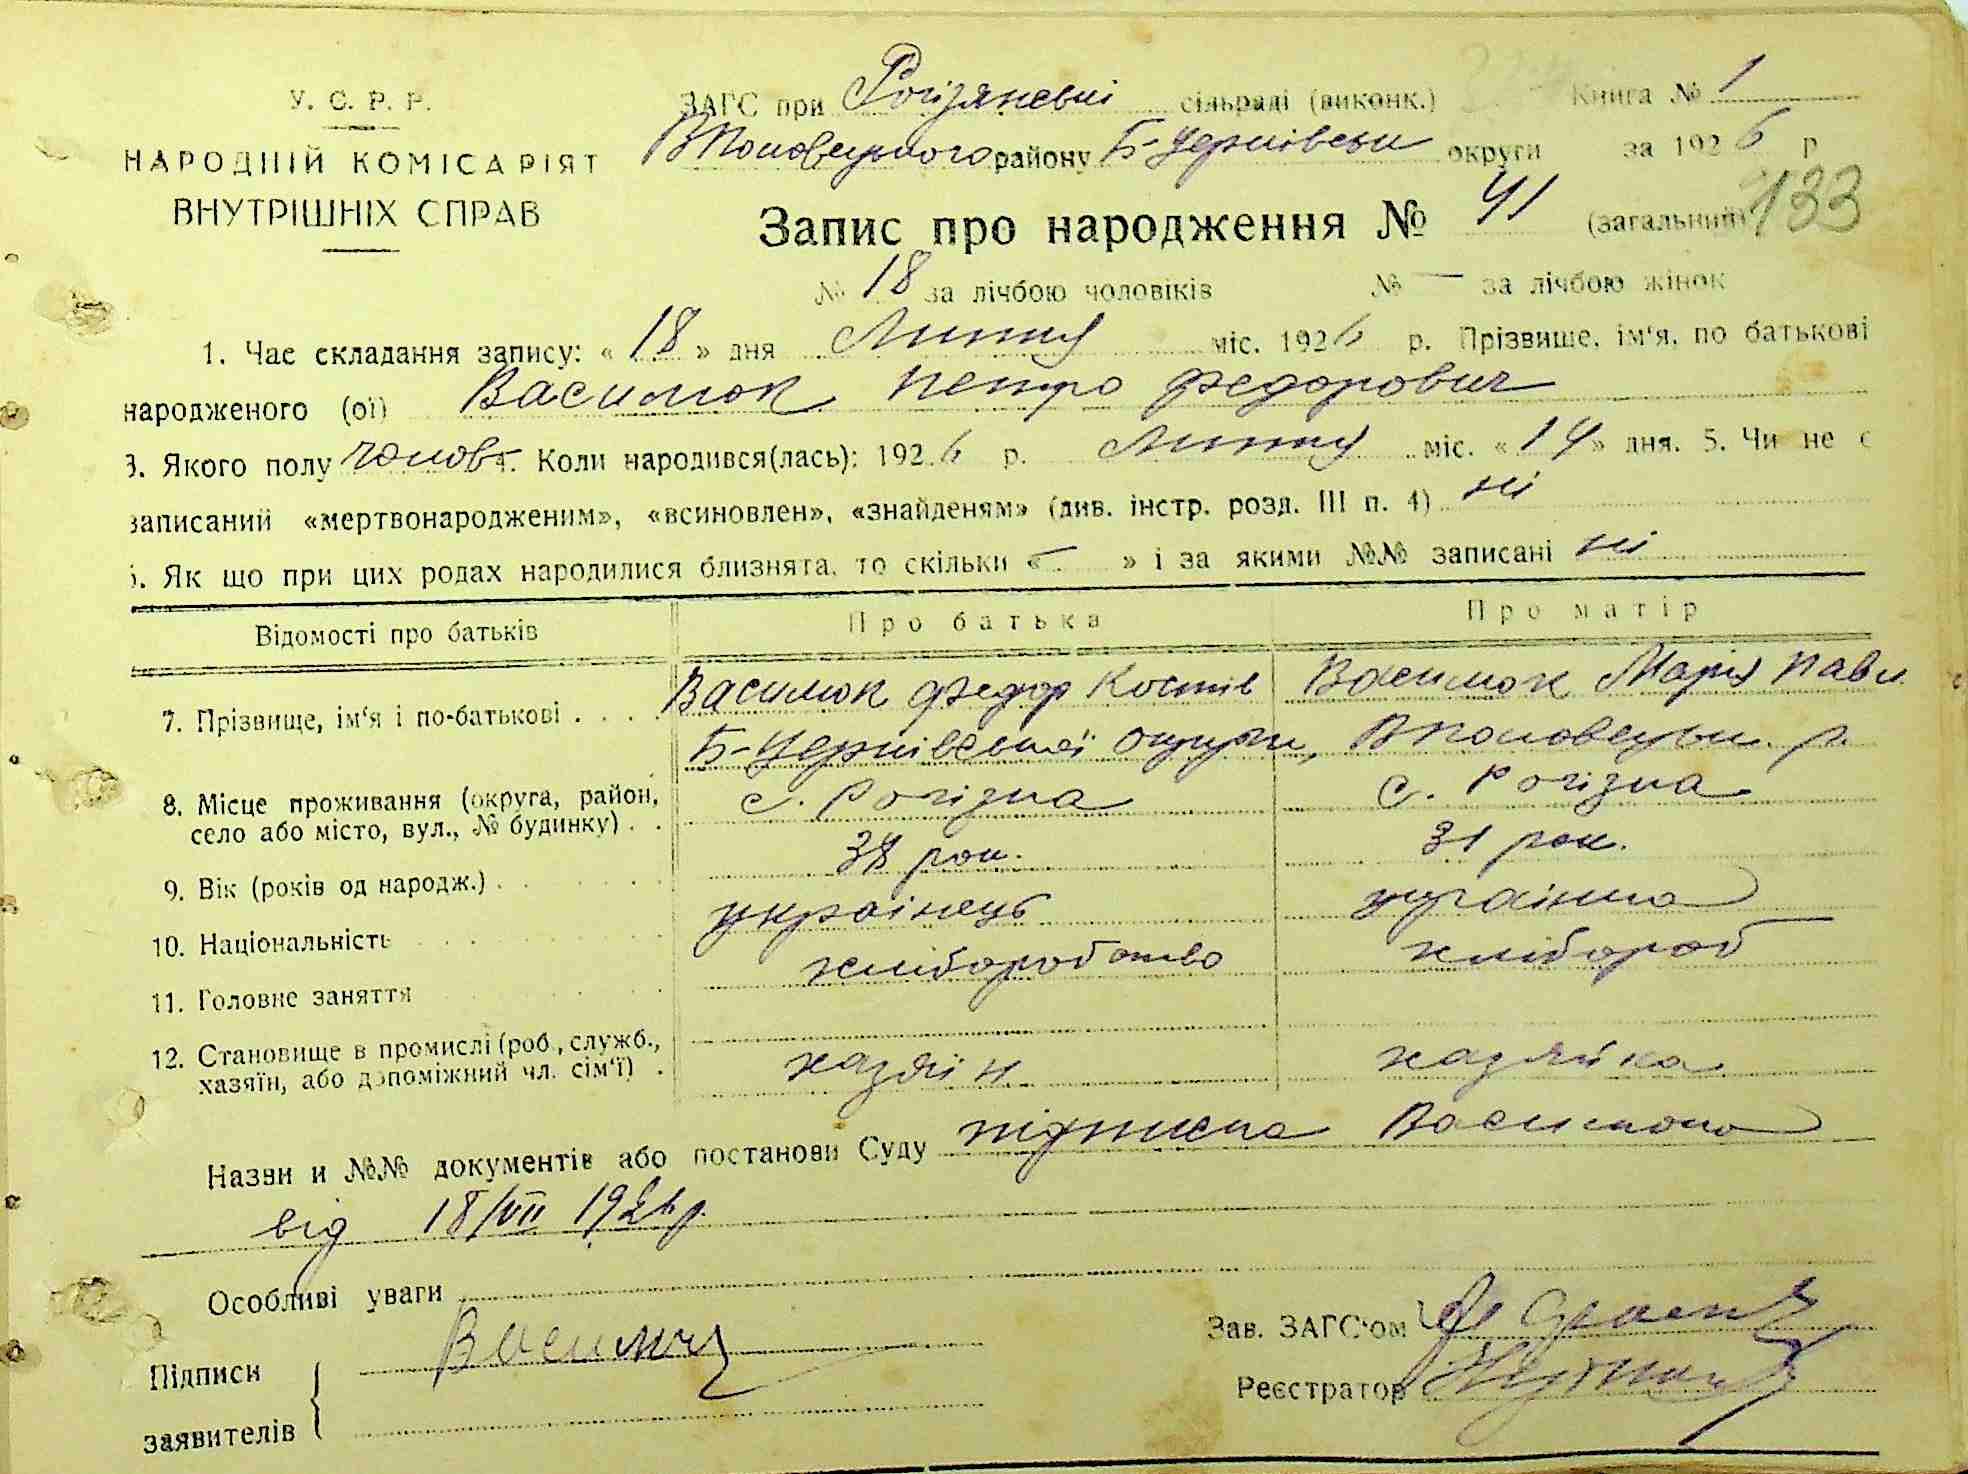 У. С. Р. Р.
НАРОДНІЙ КОМІСАРІЯТ
ВНУТРІШНІХ СПРАВ
ЗАГС при Рогізянській сільраді (виконк.) Книга № 1
району Б-Церківськ округи за 1926 р
Запис про народження № 41 (загальний) 133
№ 18 за лічбою чоловіків № — за лічбою жінок
1. Час складання запису: « 18 » дня Липня міс. 1926 р. Прізвище, ім'я, по батькові
народженого (ої) Василюк Петро Федорович
3. Якого полу чолов. Коли народився(лась): 1926 р. Липня міс. « 14 » дня. 5. Чи не є
записаний «мертвонародженим», «всиновлен», «знайденям» (див. інстр. розд. III п. 4) ні
6. Як що при цих родах народилися близнята, то скільки « – » і за якими №№ записані ні
Відомості про батьків Про батька Про матір
7. Прізвище, ім'я і по-батькові . . . . Василюк Федор Костів Василюк Марія Павл.
Б-Церківської округи,
8. Місце проживання (округа, район, село або місто, вул., № будинку) . . с. Рогізна с. Рогізна
9. Вік (років од народж.) . . . . 38 рок. 31 рок.
10. Національність українець українка
11. Головне заняття хліборобство хлібороб
12. Становище в промислі (роб., служб., хазяїн, або допоміжний чл. сім'ї) . хазяїн хазяйка
Назви и №№ документів або постанови Суду підписка Василюка
від 18/VII 1926 р.
Особливі уваги
Підписи
заявителів
Василюк
Зав. ЗАГС'ом
Реєстратор